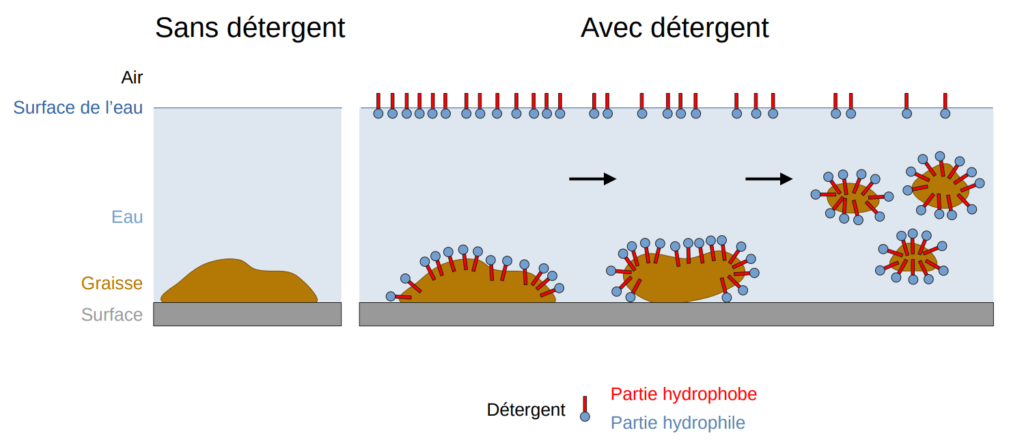 Sans détergent
Avec détergent
Air
Surface de l’eau
Eau
Graisse
Surface
Détergent
Partie hydrophobe
Partie hydrophile